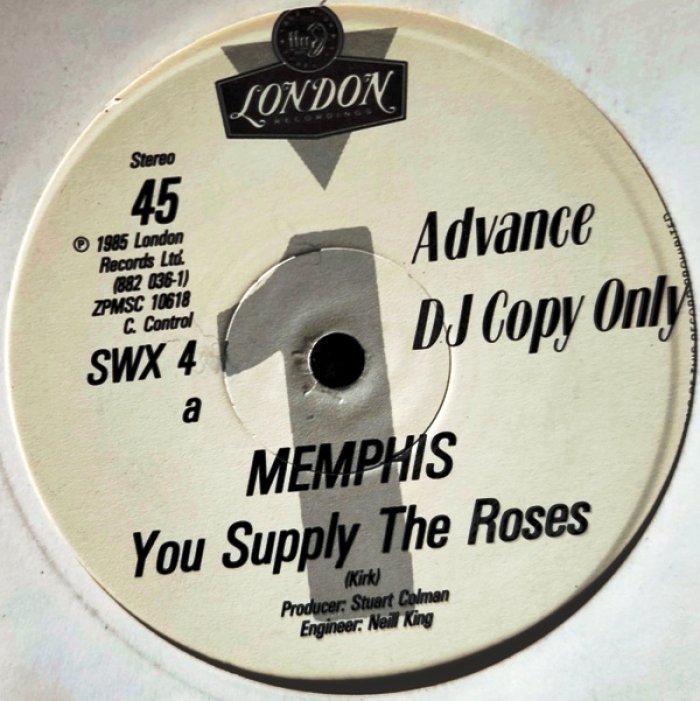 LONDON
RECORDINGS
Stereo
45
℗ 1985 London
Records Ltd.
(882 036-1)
ZPMSC 10618
C. Control
SWX 4
a
Advance
DJ Copy Only
1
MEMPHIS
You Supply The Roses
(Kirk)
Producer: Stuart Colman
Engineer: Neill King